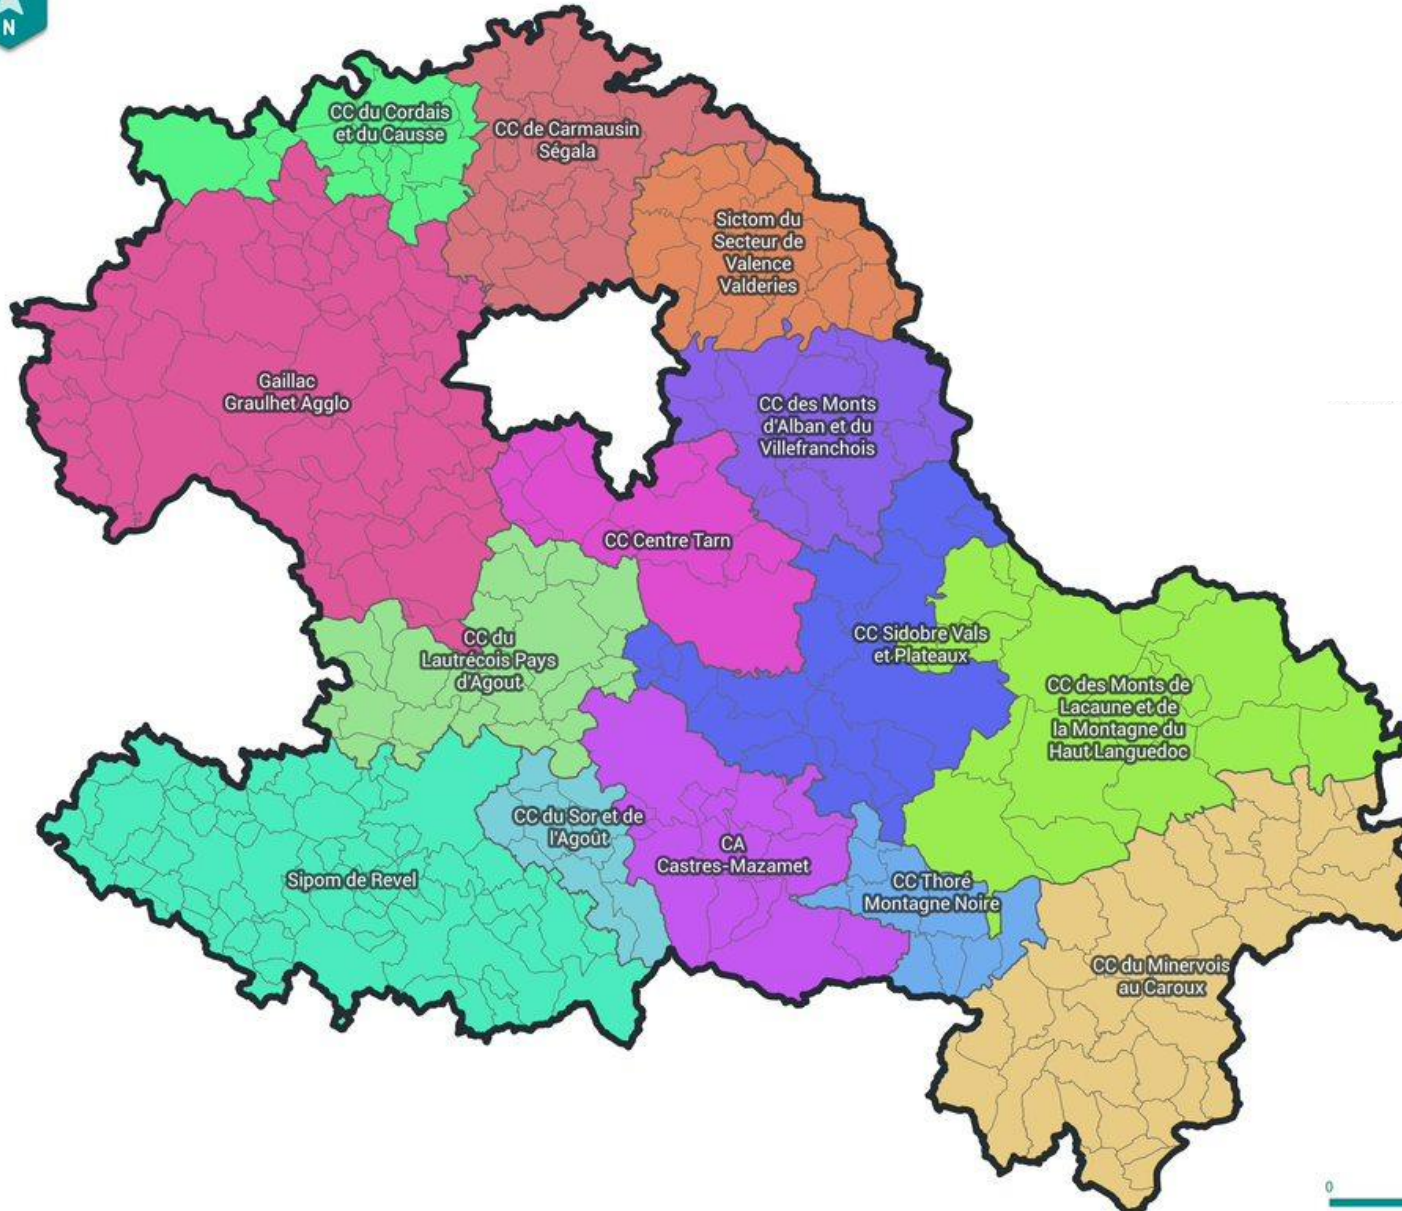 N
CC du Cordais
et du Causse
CC de Carmausin
Ségala
Sictom du
Secteur de
Valence
Valderies
Gaillac
Graulhet Agglo
CC des Monts
d'Alban et du
Villefranchois
CC Centre Tarn
CC du
Lautrécois Pays
d'Agout
CC Sidobre Vals
et Plateaux
CC des Monts de
Lacaune et de
la Montagne du
Haut Languedoc
CC du Sor et de
l'Agoût
CA
Castres-Mazamet
Sipom de Revel
CC Thoré
Montagne Noire
CC du Minervois
au Caroux
0